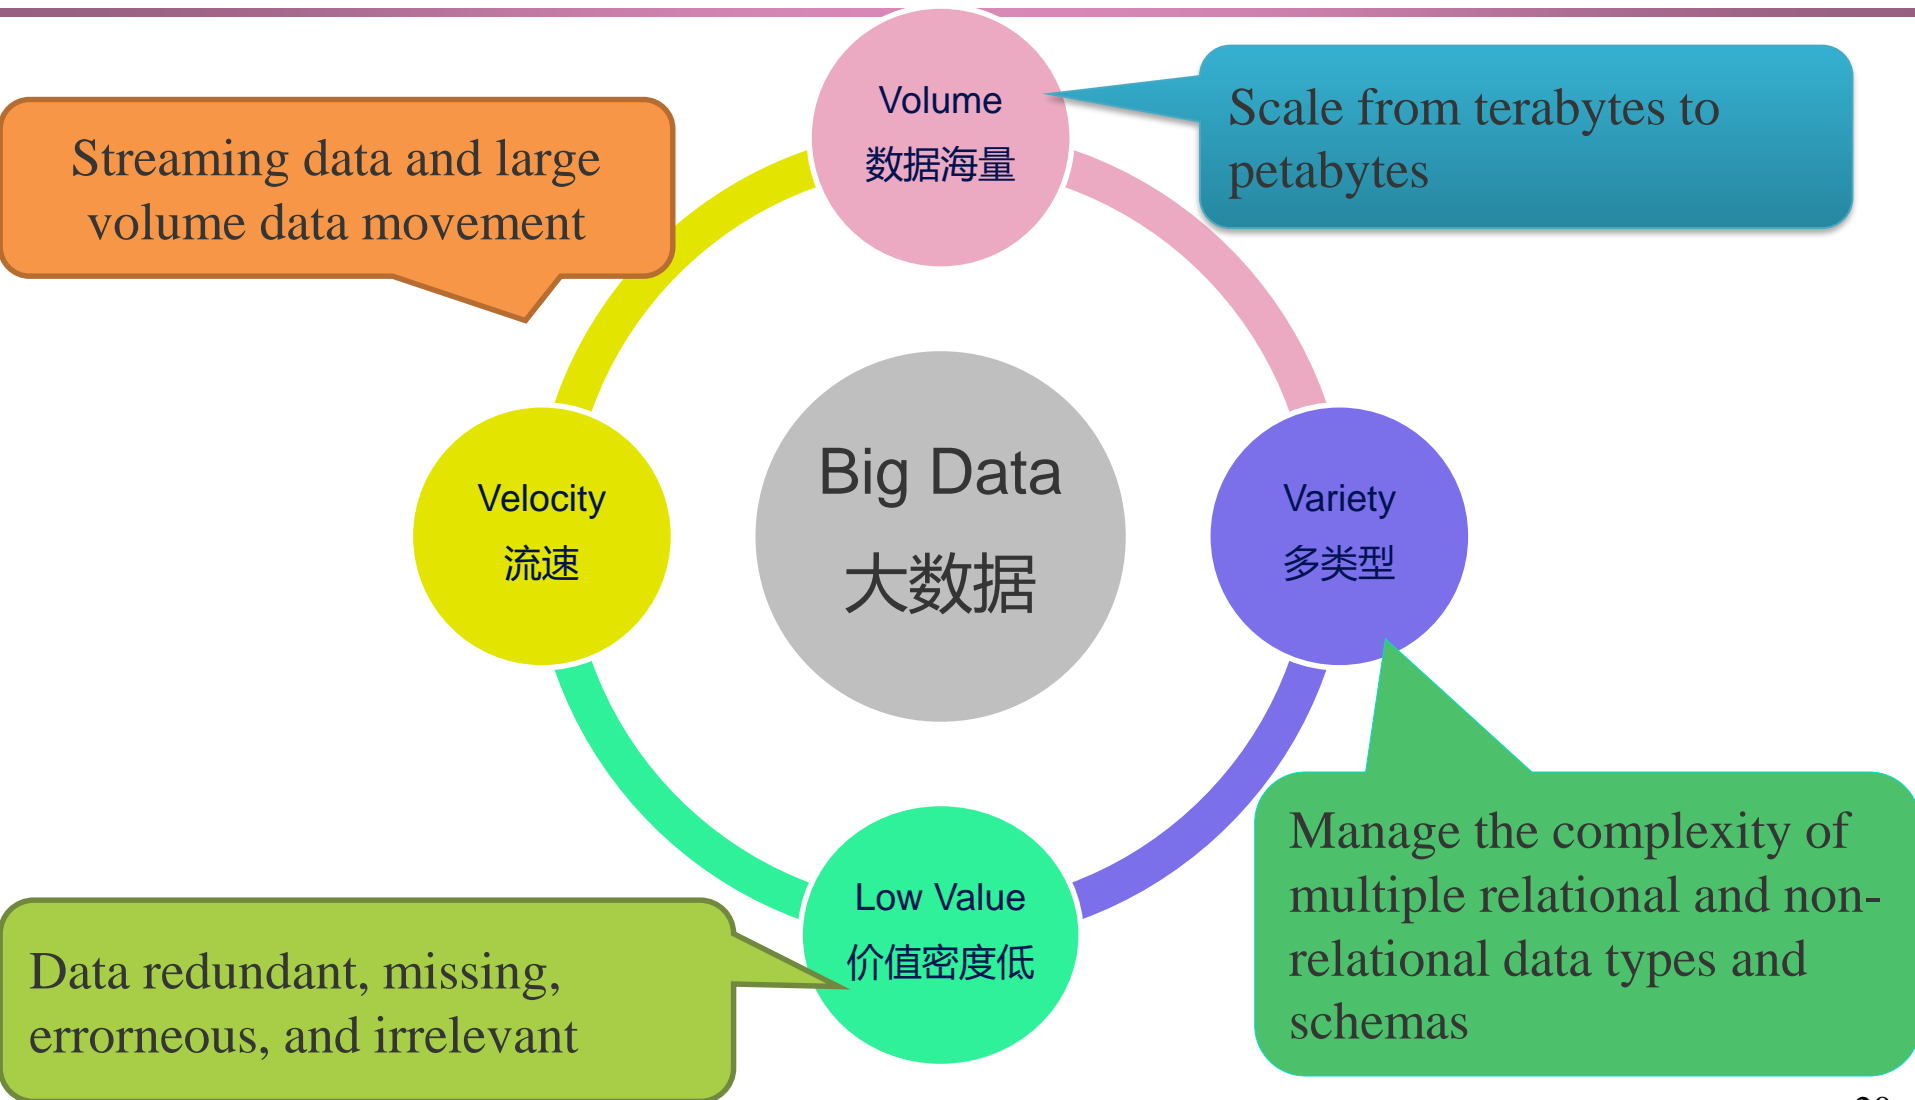 Volume
数据海量
Scale from terabytes to
petabytes
Streaming data and large
volume data movement
Velocity
流速
Big Data
大数据
Variety
多类型
Low Value
价值密度低
Manage the complexity of
multiple relational and non-
relational data types and
schemas
Data redundant, missing,
errorneous, and irrelevant